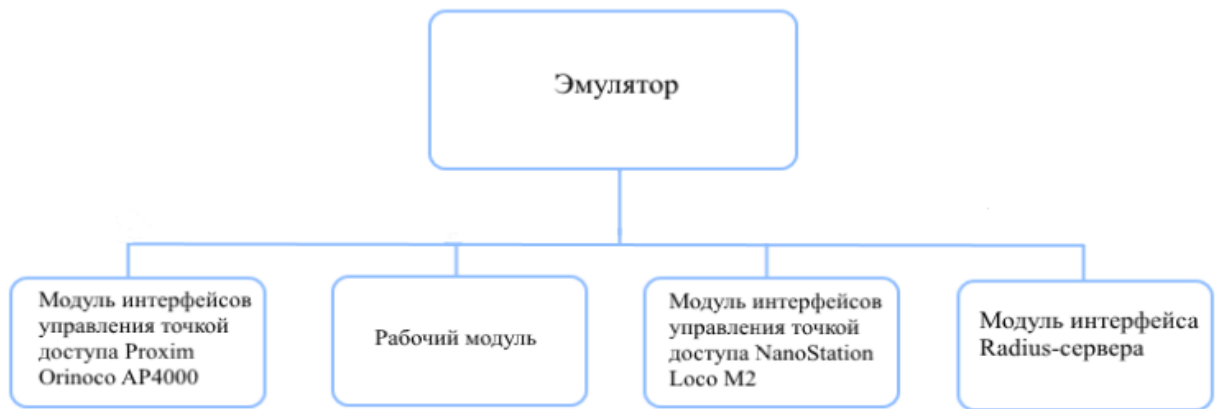 Эмулятор
Модуль интерфейсов
управления точкой
доступа Proxim
Orinoco AP4000
Рабочий модуль
Модуль интерфейсов
управления точкой
доступа NanoStation
Loco M2
Модуль интерфейса
Radius-сервера